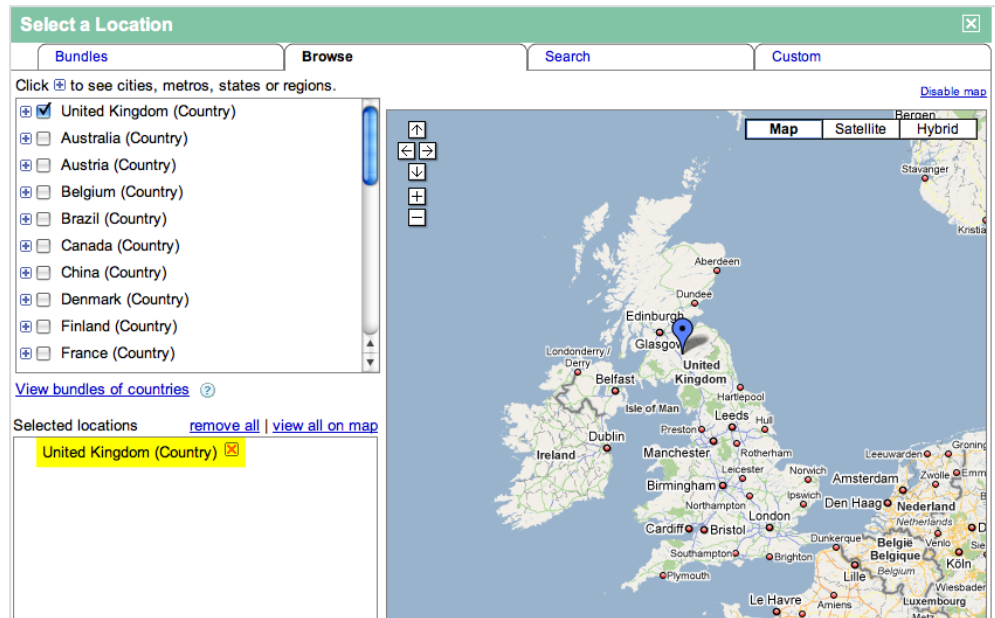 Select a Location
Bundles
Browse
Search
Custom
Click to see cities, metros, states or regions.
Disable map
United Kingdom (Country)
Australia (Country)
Austria (Country)
Belgium (Country)
Brazil (Country)
Canada (Country)
China (Country)
Denmark (Country)
Finland (Country)
France (Country)
View bundles of countries ?
Selected locations remove all | view all on map
United Kingdom (Country)
Map Satellite Hybrid
Bergen
Stavanger
Aberdeen
Dundee
Edinburgh
Glasgow
Londonderry /
Derry
United
Kingdom
Belfast
Hartlepool
Isle of Man
Leeds
Hull
Preston
Dublin
Ireland
Manchester
Rotherham
Leeuwarden
Leicester
Norwich
Zwolle
Amsterdam
Birmingham
Northampton
Ipswich
Den Haag
Nederland
Netherlands
London
Cardiff
Bristol
Dunkerque
België
Belgique
Belgium
Venlo
Southampton
Brighton
Lille
Köln
Plymouth
Le Havre
Amiens
Luxembourg